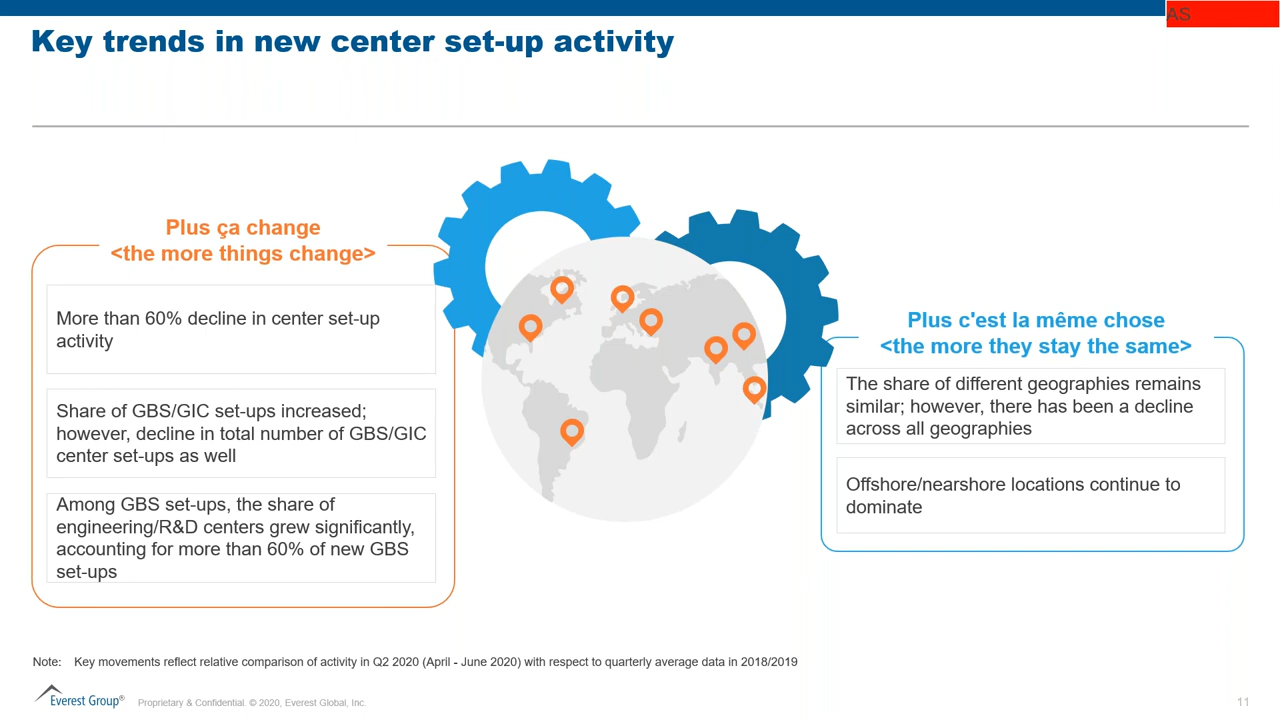 AS
Key trends in new center set-up activity
Plus ça change
<the more things change>
More than 60% decline in center set-up
activity
Share of GBS/GIC set-ups increased;
however, decline in total number of GBS/GIC
center set-ups as well
Among GBS set-ups, the share of
engineering/R&D centers grew significantly,
accounting for more than 60% of new GBS
set-ups
Plus c'est la même chose
<the more they stay the same>
The share of different geographies remains
similar; however, there has been a decline
across all geographies
Offshore/nearshore locations continue to
dominate
Note: Key movements reflect relative comparison of activity in Q2 2020 (April - June 2020) with respect to quarterly average data in 2018/2019
Everest Group® Proprietary & Confidential. © 2020, Everest Global, Inc. 11